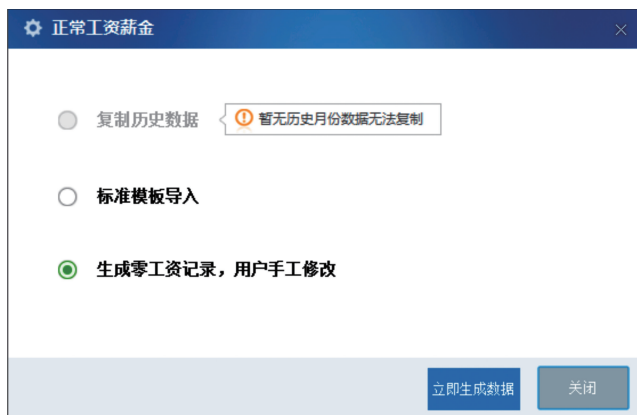 正常工资薪金
复制历史数据 暂无历史月份数据无法复制
标准模板导入
生成零工资记录，用户手工修改
立即生成数据 关闭